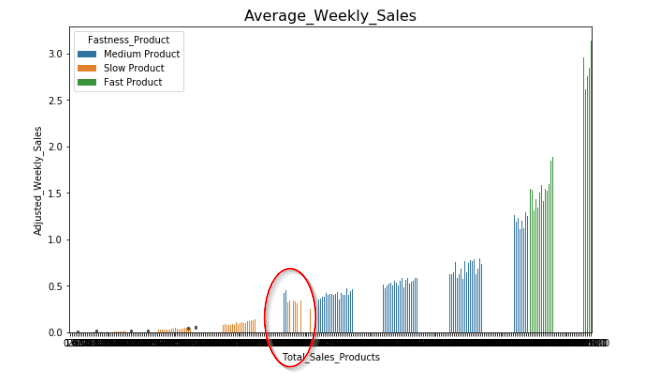 Average_Weekly_Sales
Fastness_Product
Medium Product
Slow Product
Fast Product
3.0
2.5
2.0
1.5
1.0
0.5
0.0
Adjusted_Weekly_Sales
Total_Sales_Products